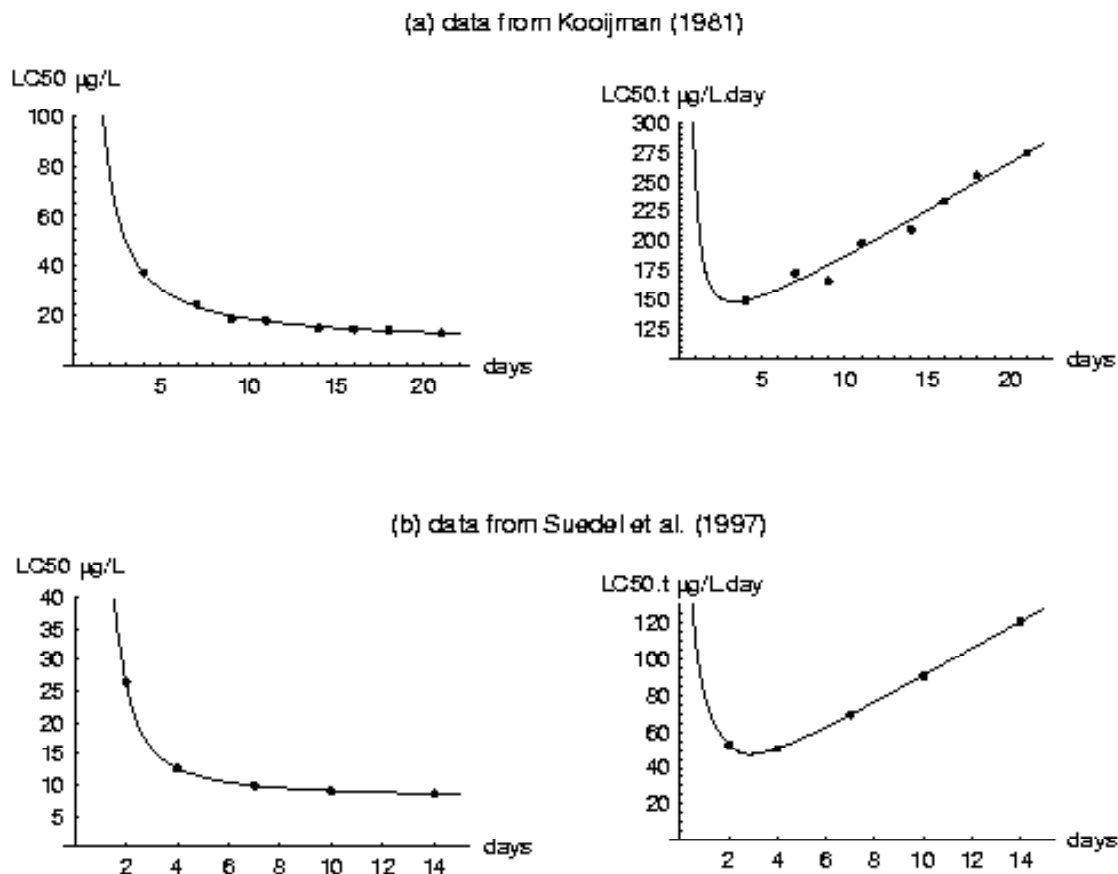 (a) data from Kooijman (1981)
LC50 µg/L
100
80
60
40
20
5 10 15 20
days
LC50.t µg/L.day
300
275
250
225
200
175
150
125
5 10 15 20
days
(b) data from Suedel et al. (1997)
LC50 µg/L
40
35
30
25
20
15
10
5
2 4 6 8 10 12 14
days
LC50.t µg/L.day
120
100
80
60
40
20
2 4 6 8 10 12 14
days